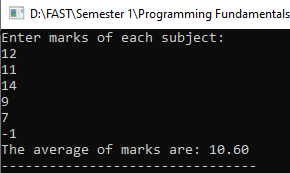 D:\FAST\Semester 1\Programming Fundamentals
Enter marks of each subject:
12
11
14
9
7
-1
The average of marks are: 10.60
--------------------------------